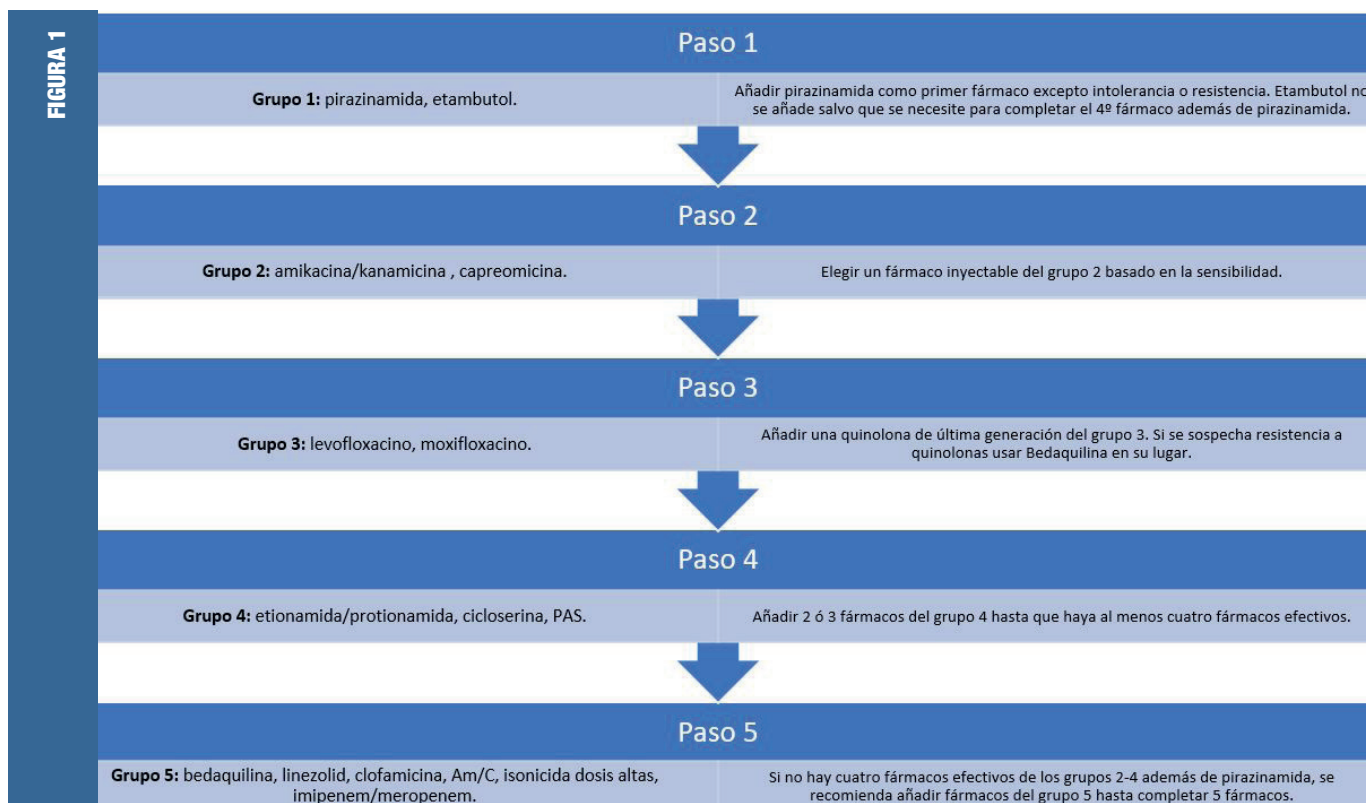 FIGURA 1
Paso 1
Grupo 1: pirazinamida, etambutol.
Añadir pirazinamida como primer fármaco excepto intolerancia o resistencia. Etambutol no
se añade salvo que se necesite para completar el 4º fármaco además de pirazinamida.
Paso 2
Grupo 2: amikacina/kanamicina , capreomicina.
Elegir un fármaco inyectable del grupo 2 basado en la sensibilidad.
Paso 3
Grupo 3: levofloxacino, moxifloxacino.
Añadir una quinolona de última generación del grupo 3. Si se sospecha resistencia a
quinolonas usar Bedaquilina en su lugar.
Paso 4
Grupo 4: etionamida/protionamida, cicloserina, PAS.
Añadir 2 ó 3 fármacos del grupo 4 hasta que haya al menos cuatro fármacos efectivos.
Paso 5
Grupo 5: bedaquilina, linezolid, clofamicina, Am/C, isonicida dosis altas,
imipenem/meropenem.
Si no hay cuatro fármacos efectivos de los grupos 2-4 además de pirazinamida, se
recomienda añadir fármacos del grupo 5 hasta completar 5 fármacos.